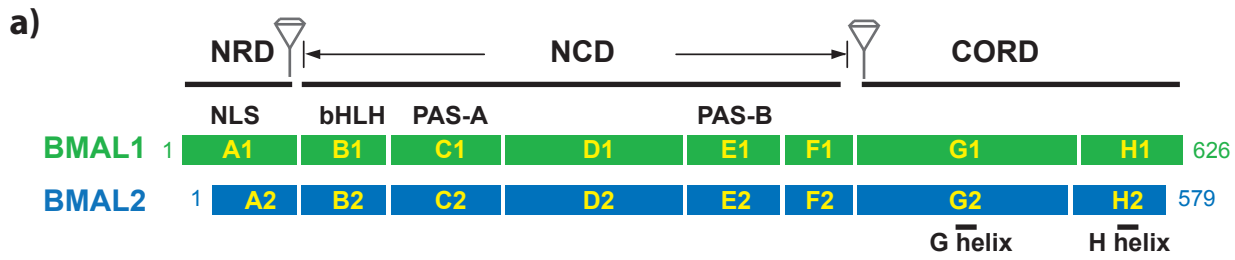 a)
NRD NCD CORD
NLS bHLH PAS-A PAS-B
BMAL1 1 A1 B1 C1 D1 E1 F1 G1 H1 626
BMAL2 1 A2 B2 C2 D2 E2 F2 G2 H2 579
G helix H helix